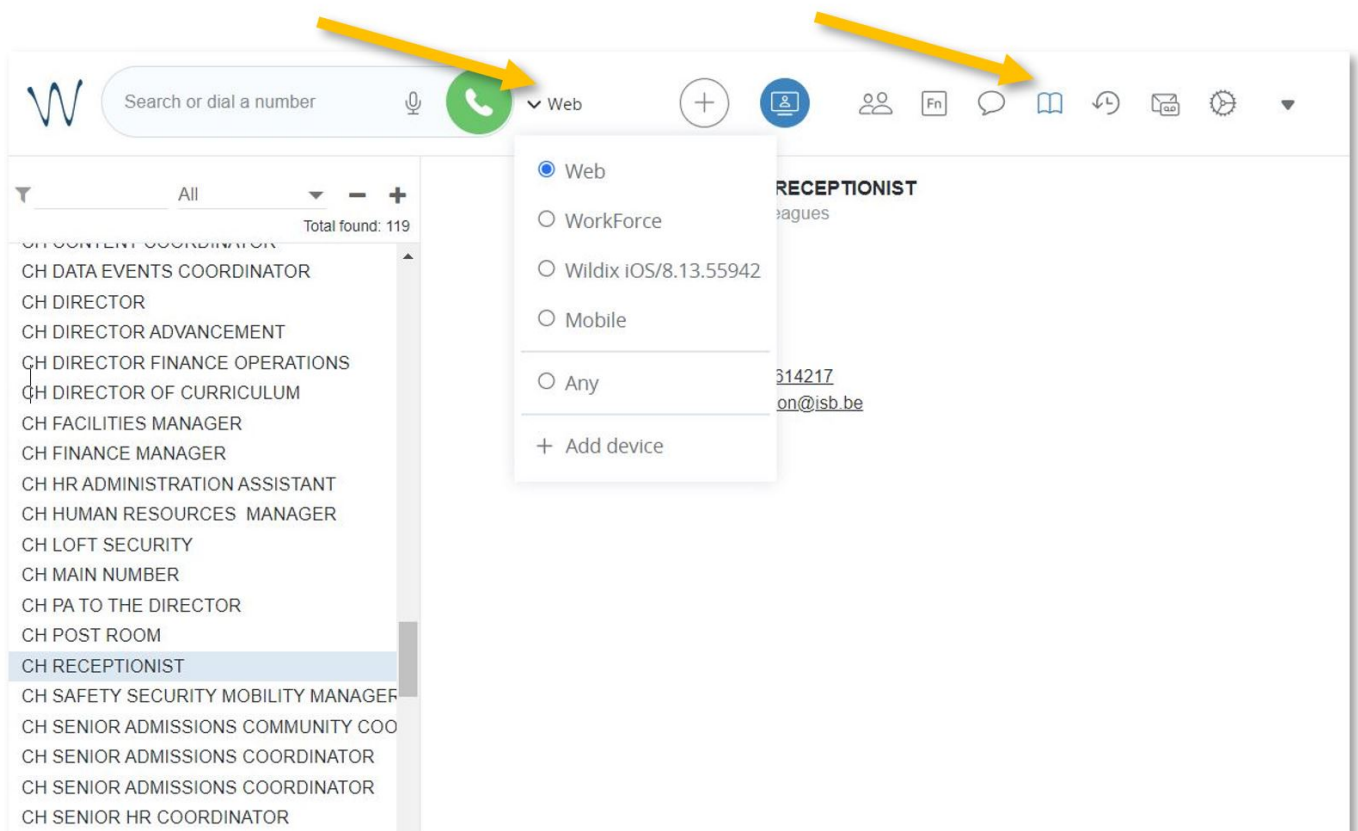 W
Search or dial a number
Web
Fn
All
Total found: 119
CH CONTENT COORDINATOR
CH DATA EVENTS COORDINATOR
CH DIRECTOR
CH DIRECTOR ADVANCEMENT
CH DIRECTOR FINANCE OPERATIONS
CH DIRECTOR OF CURRICULUM
CH FACILITIES MANAGER
CH FINANCE MANAGER
CH HR ADMINISTRATION ASSISTANT
CH HUMAN RESOURCES MANAGER
CH LOFT SECURITY
CH MAIN NUMBER
CH PA TO THE DIRECTOR
CH POST ROOM
CH RECEPTIONIST
CH SAFETY SECURITY MOBILITY MANAGER
CH SENIOR ADMISSIONS COMMUNITY COO
CH SENIOR ADMISSIONS COORDINATOR
CH SENIOR ADMISSIONS COORDINATOR
CH SENIOR HR COORDINATOR
Web
WorkForce
Wildix iOS/8.13.55942
Mobile
Any
+ Add device
RECEPTIONIST
eagues
614217
on@isb.be